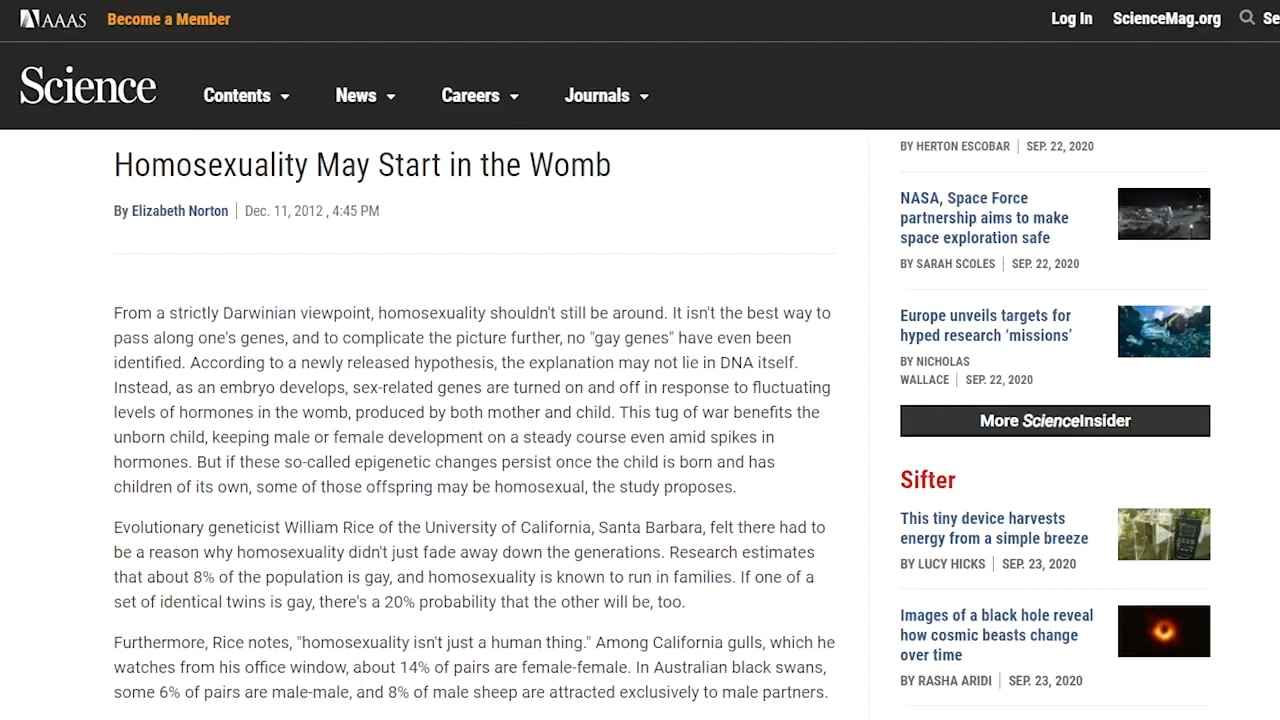 AAAS Become a Member Log In ScienceMag.org Se
Science Contents News Careers Journals
Homosexuality May Start in the Womb
By Elizabeth Norton Dec. 11, 2012 , 4:45 PM
From a strictly Darwinian viewpoint, homosexuality shouldn't still be around. It isn't the best way to
pass along one's genes, and to complicate the picture further, no "gay genes" have even been
identified. According to a newly released hypothesis, the explanation may not lie in DNA itself.
Instead, as an embryo develops, sex-related genes are turned on and off in response to fluctuating
levels of hormones in the womb, produced by both mother and child. This tug of war benefits the
unborn child, keeping male or female development on a steady course even amid spikes in
hormones. But if these so-called epigenetic changes persist once the child is born and has
children of its own, some of those offspring may be homosexual, the study proposes.
Evolutionary geneticist William Rice of the University of California, Santa Barbara, felt there had to
be a reason why homosexuality didn't just fade away down the generations. Research estimates
that about 8% of the population is gay, and homosexuality is known to run in families. If one of a
set of identical twins is gay, there's a 20% probability that the other will be, too.
Furthermore, Rice notes, "homosexuality isn't just a human thing." Among California gulls, which he
watches from his office window, about 14% of pairs are female-female. In Australian black swans,
some 6% of pairs are male-male, and 8% of male sheep are attracted exclusively to male partners.
BY HERTON ESCOBAR SEP. 22, 2020
NASA, Space Force
partnership aims to make
space exploration safe
BY SARAH SCOLES SEP. 22, 2020
Europe unveils targets for
hyped research ‘missions’
BY NICHOLAS
WALLACE SEP. 22, 2020
More ScienceInsider
Sifter
This tiny device harvests
energy from a simple breeze
BY LUCY HICKS SEP. 23, 2020
Images of a black hole reveal
how cosmic beasts change
over time
BY RASHA ARIDI SEP. 23, 2020